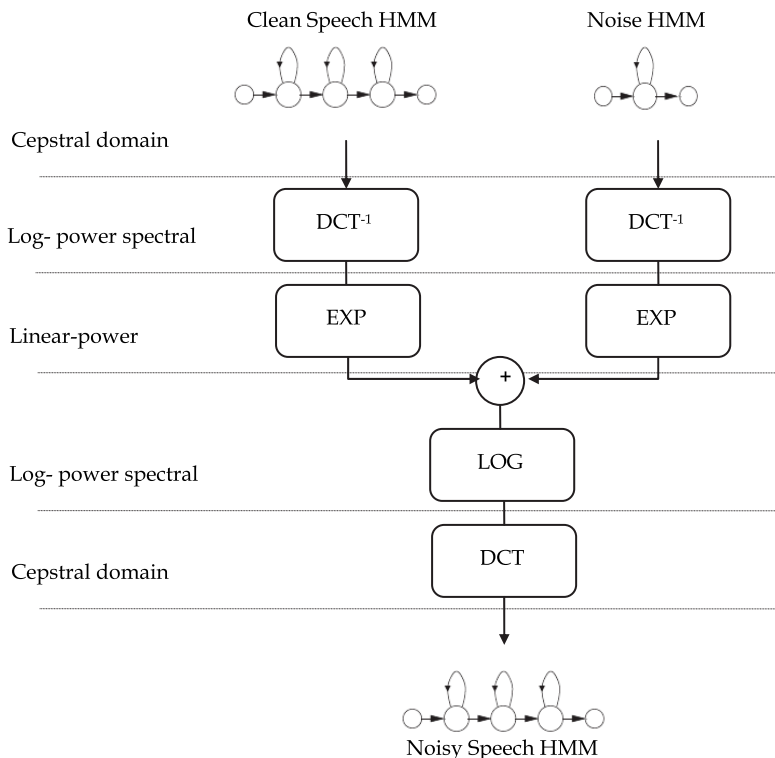 Clean Speech HMM
Noise HMM
Cepstral domain
DCT-1
DCT-1
Log- power spectral
EXP
EXP
Linear-power
+
LOG
Log- power spectral
DCT
Cepstral domain
Noisy Speech HMM